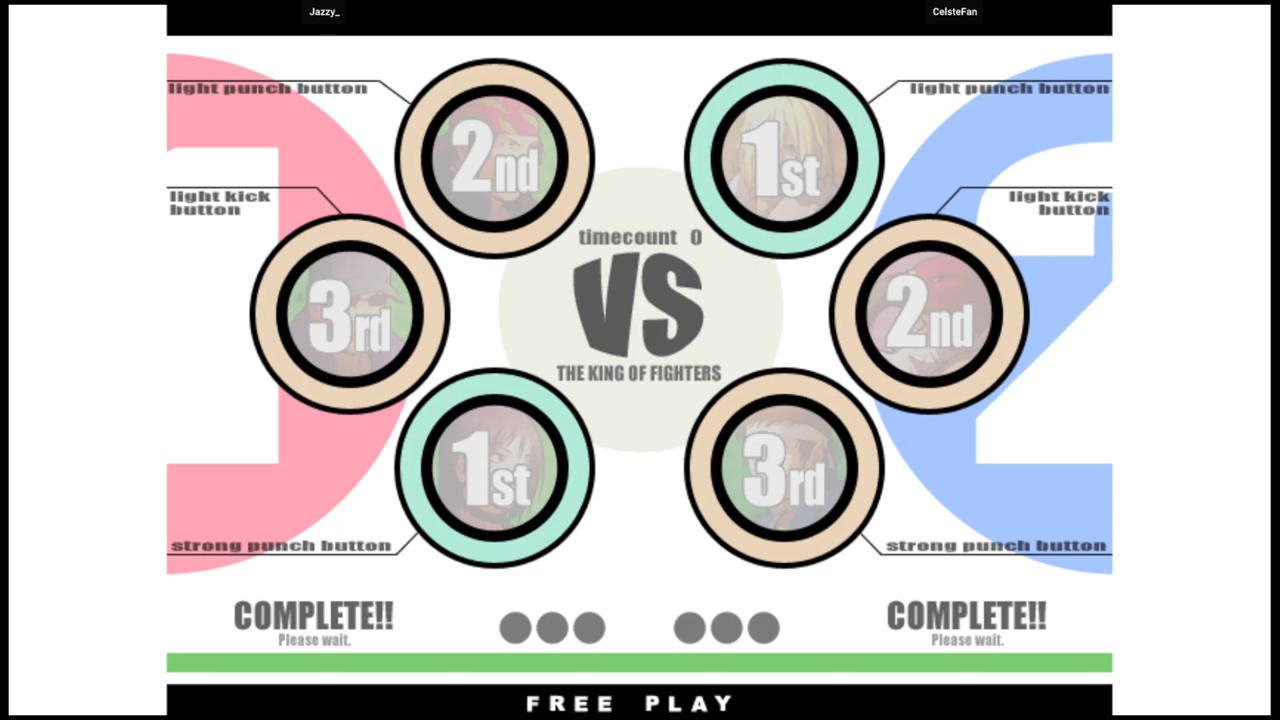 Jazzy_
CelsteFan
light punch button
light punch button
2nd
1st
light kick
button
light kick
button
timecount 0
VS
THE KING OF FIGHTERS
3rd
2nd
1st
3rd
strong punch button
strong punch button
COMPLETE!!
Please wait.
COMPLETE!!
Please wait.
FREE PLAY